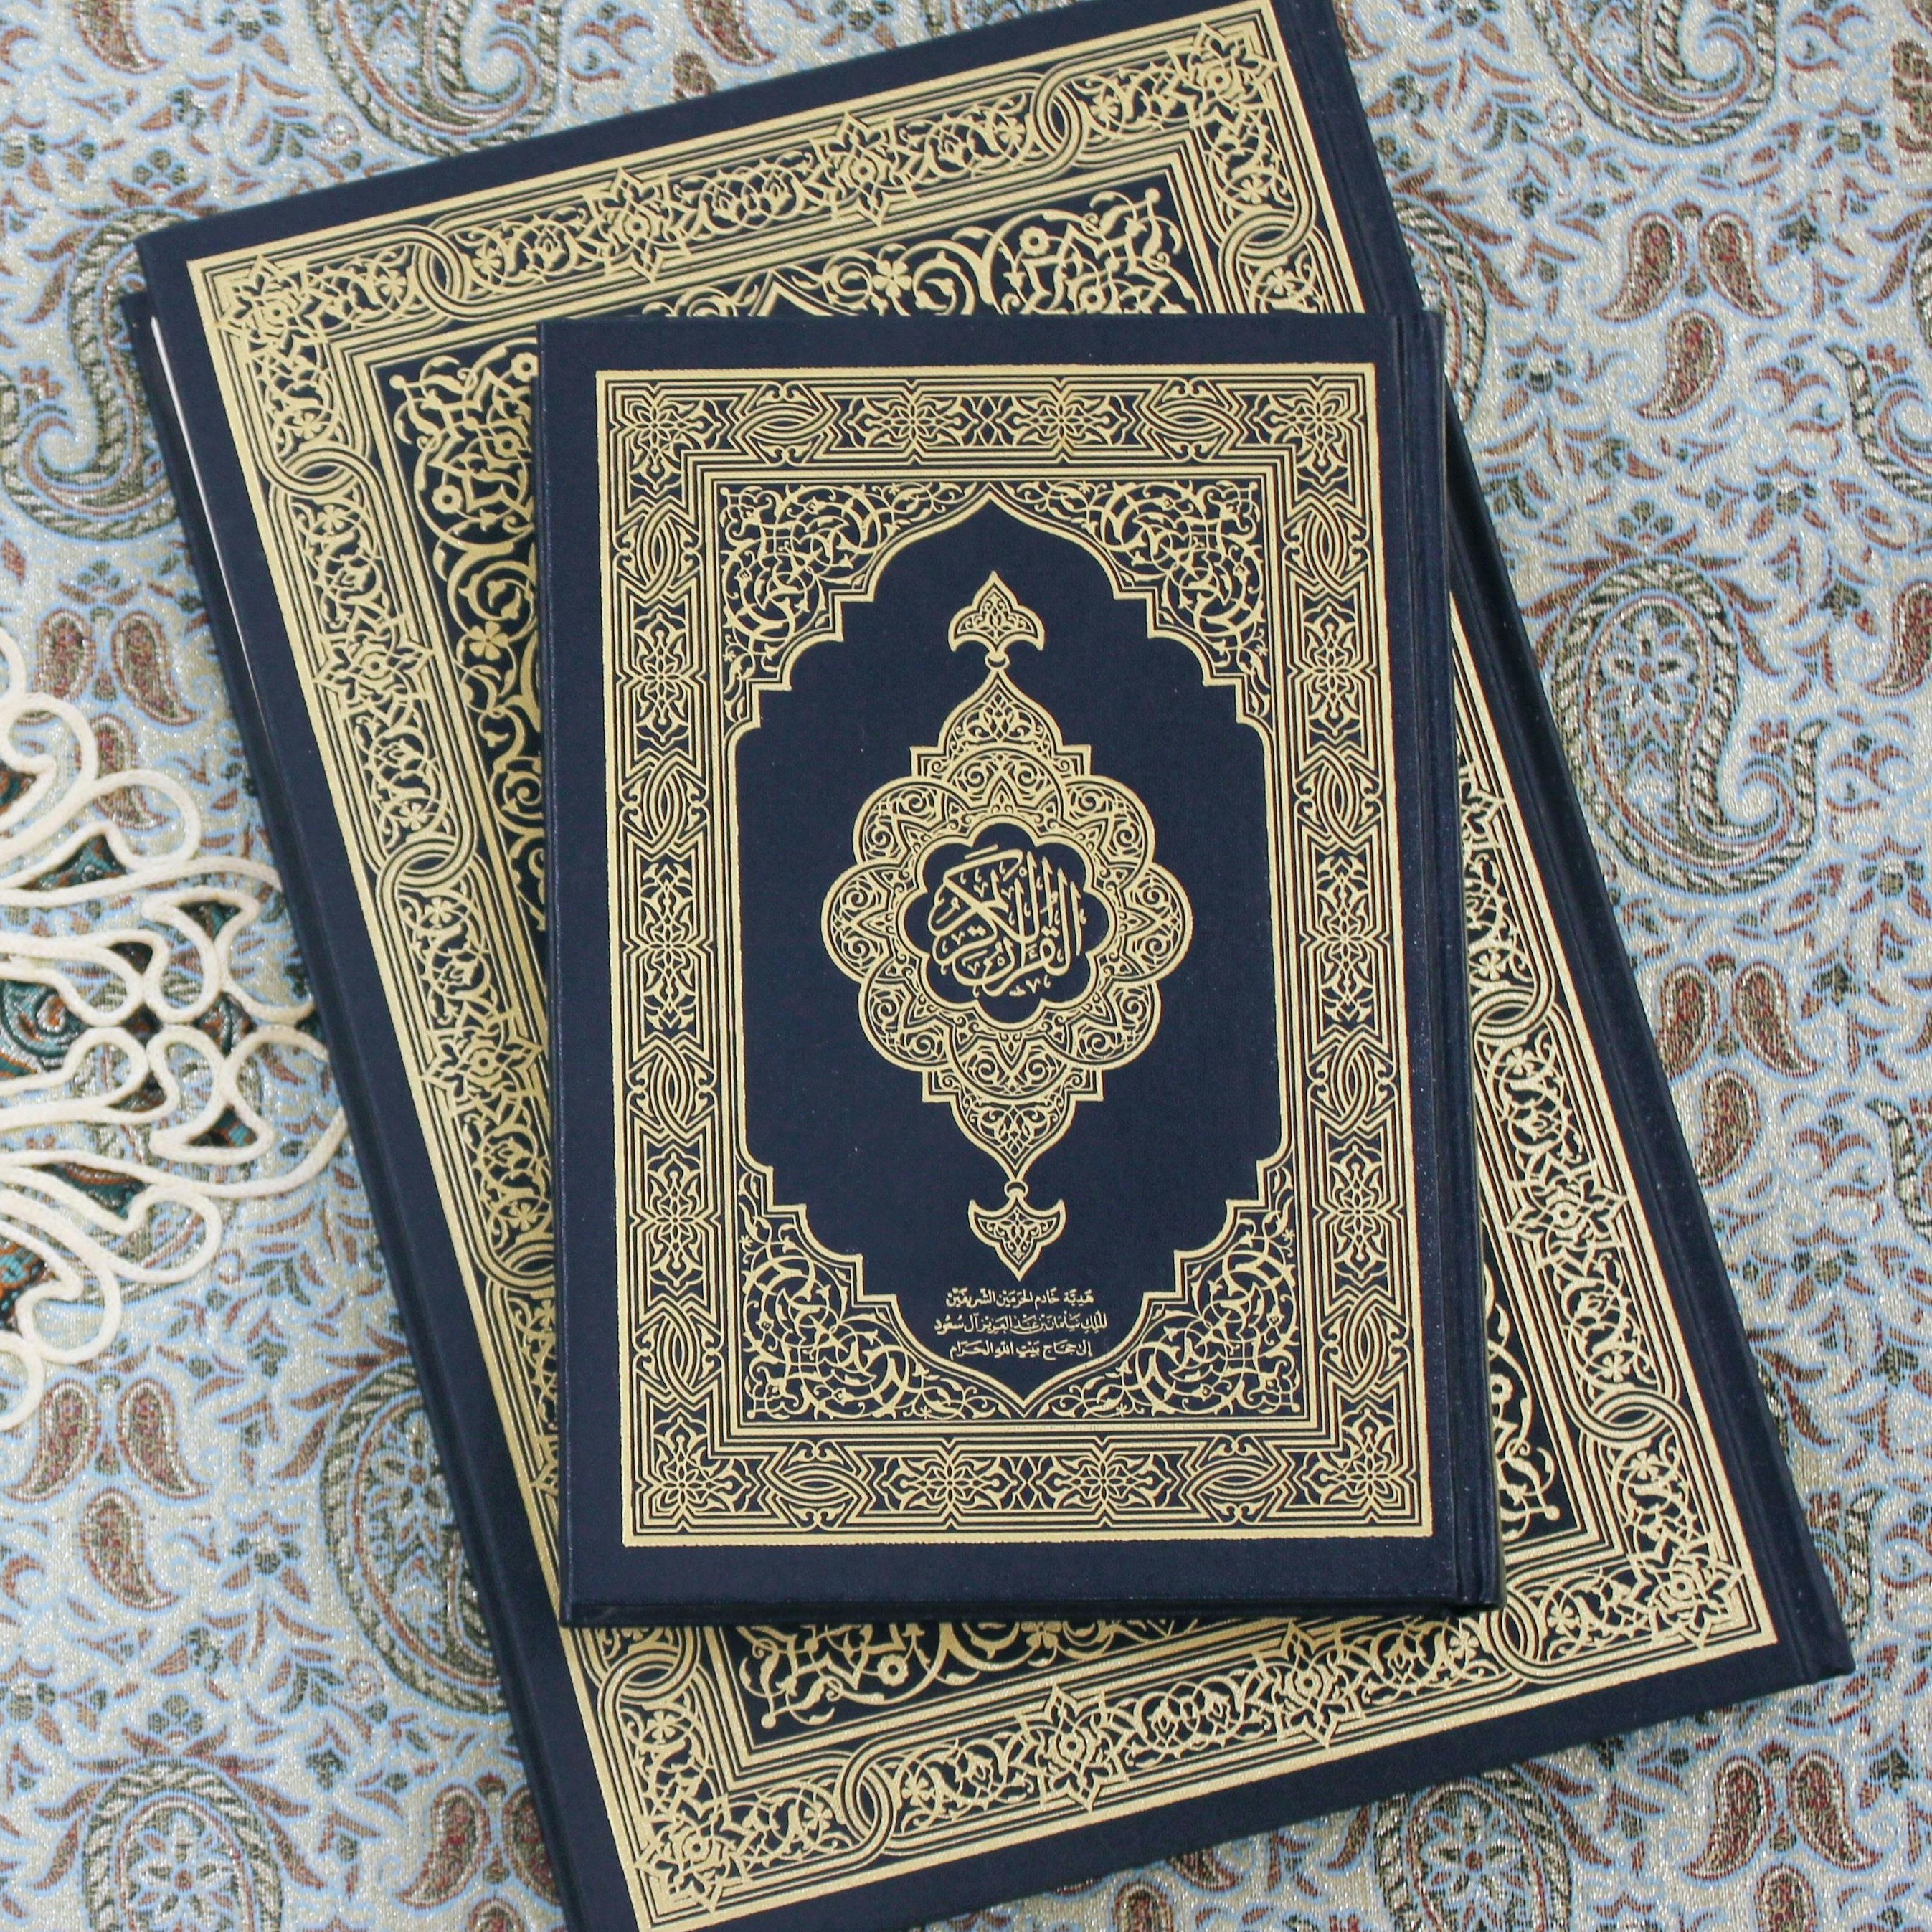 القرآن الكريم
هدية خادم الحرمين الشريفين
الملك سلمان بن عبد العزيز آل سعود
إلى حجاج بيت الله الحرام